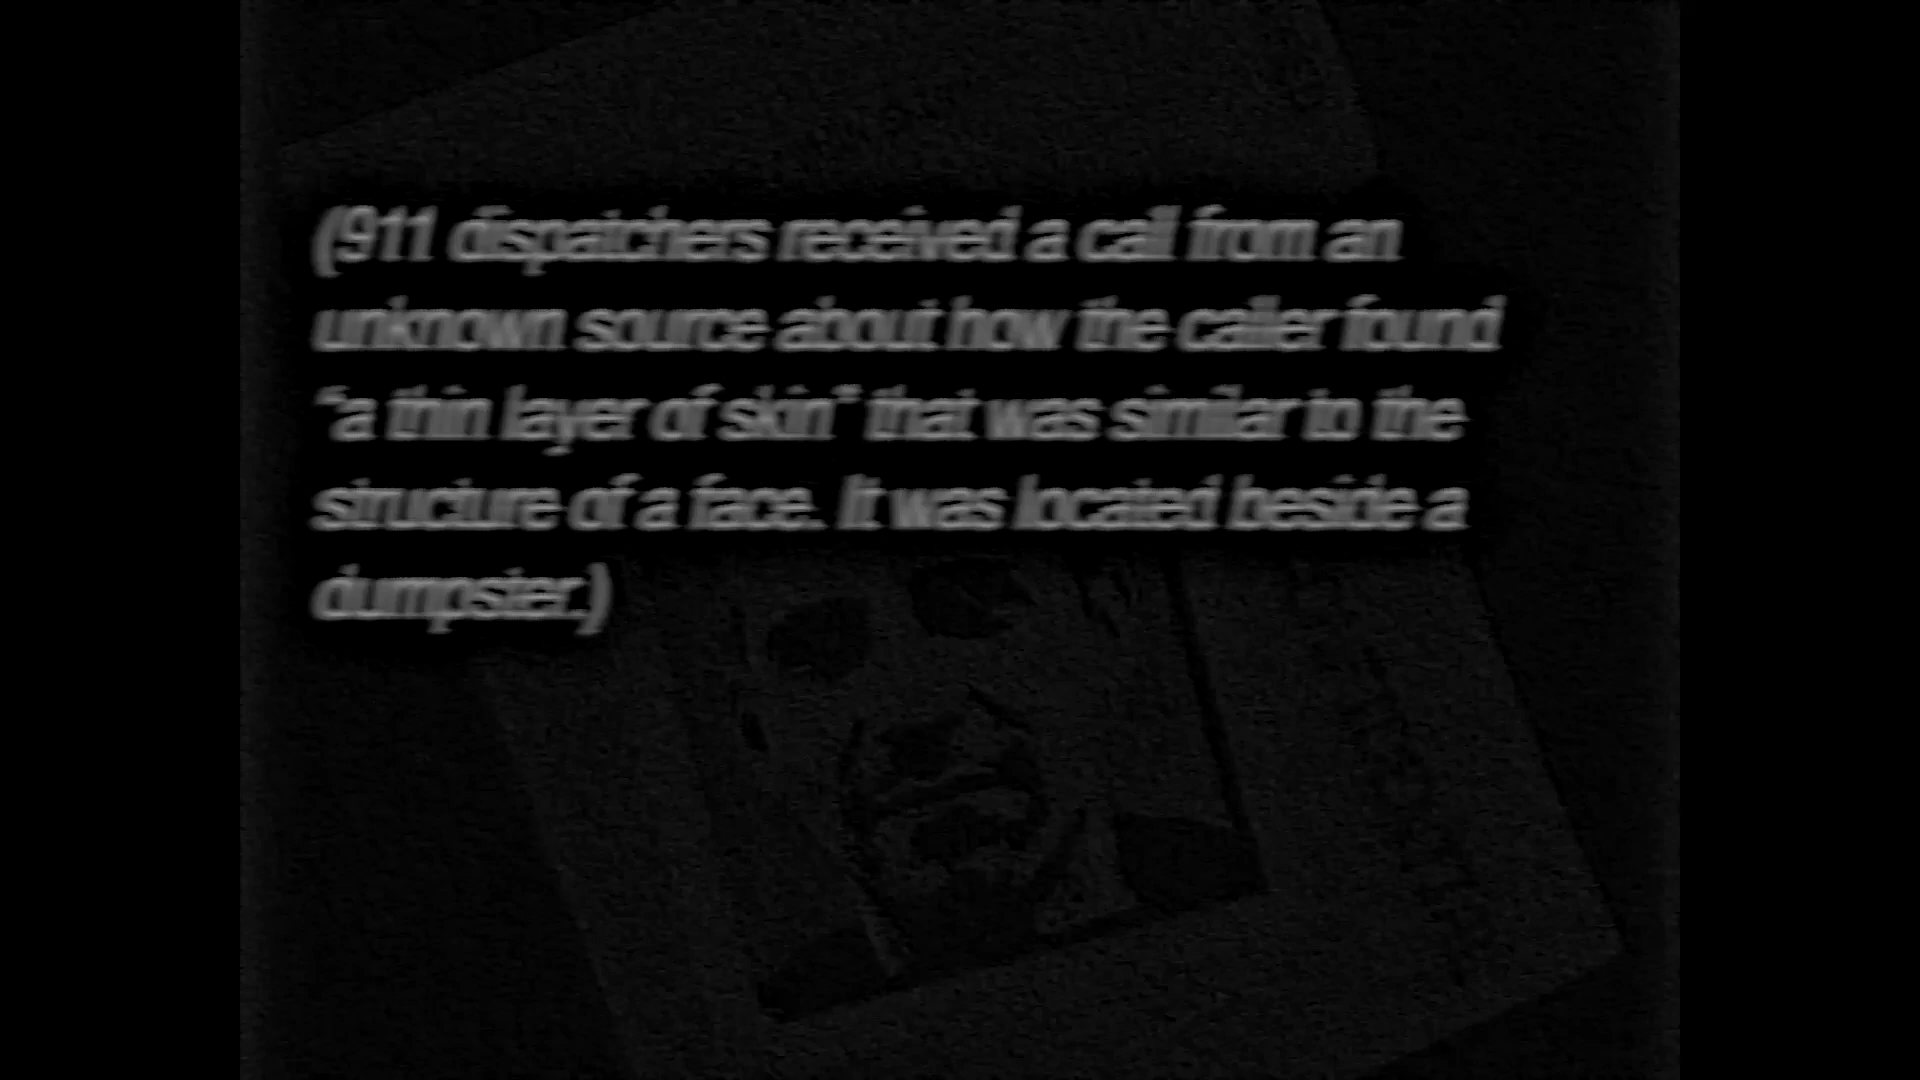 (911 dispatchers received a call from an
unknown source about how the caller found
"a thin layer of skin" that was similar to the
structure of a face. It was located beside a
dumpster.)